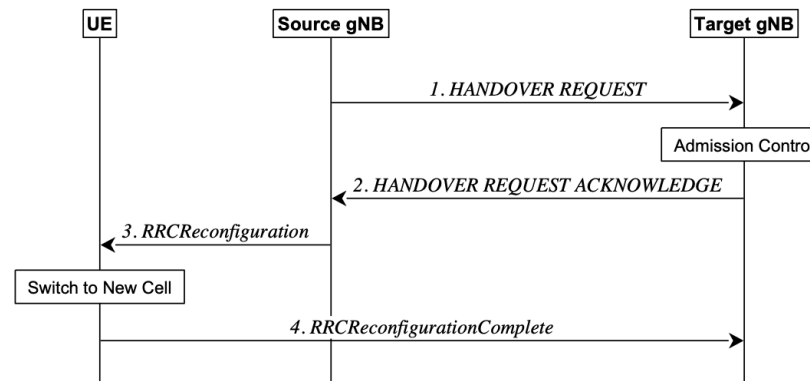 UE
Source gNB
Target gNB
1. HANDOVER REQUEST
Admission Contro
2. HANDOVER REQUEST ACKNOWLEDGE
3. RRCReconfiguration
Switch to New Cell
4. RRCReconfigurationComplete